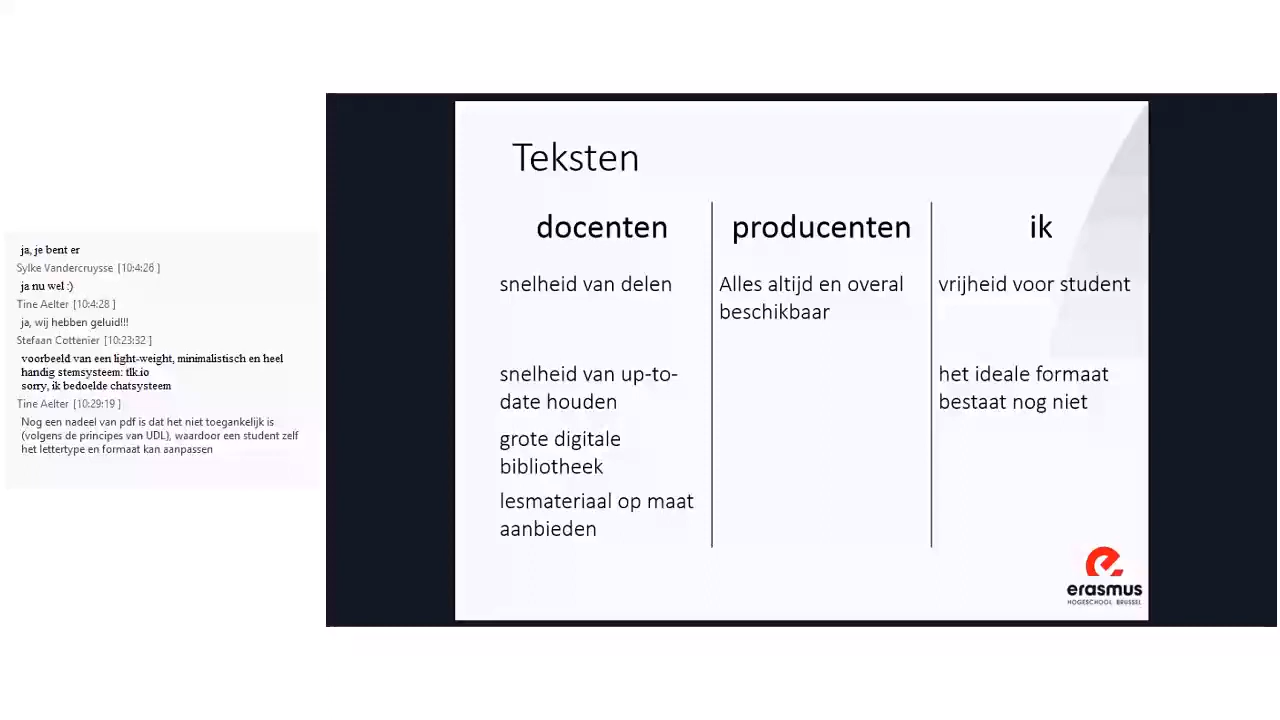 ja, je bent er
Sylke Vandercruysse [10:4:26 ]
ja nu wel :)
Tine Aelter [10:4:28 ]
ja, wij hebben geluid!!!
Stefaan Cottenier [10:23:32 ]
voorbeeld van een light-weight, minimalistisch en heel
handig stemsysteem: tlk.io
sorry, ik bedoelde chatsysteem
Tine Aelter [10:29:19 ]
Nog een nadeel van pdf is dat het niet toegankelijk is
(volgens de principes van UDL), waardoor een student zelf
het lettertype en formaat kan aanpassen
Teksten
docenten
snelheid van delen
snelheid van up-to-
date houden
grote digitale
bibliotheek
lesmateriaal op maat
aanbieden
producenten
Alles altijd en overal
beschikbaar
ik
vrijheid voor student
het ideale formaat
bestaat nog niet
erasmus
HOGESCHOOL BRUSSEL